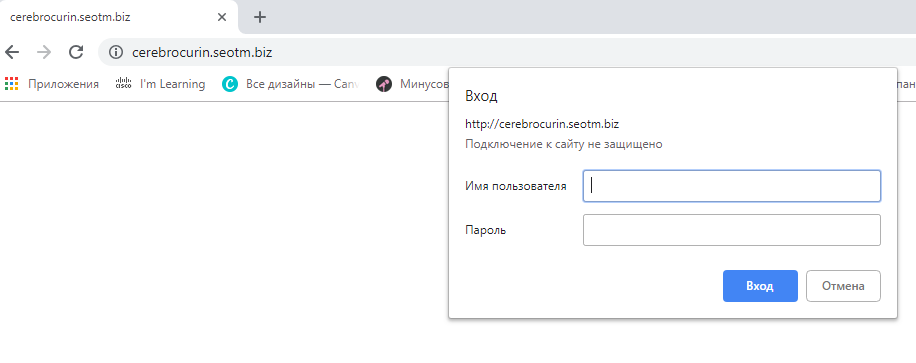 cerebrocurin.seotm.biz
cerebrocurin.seotm.biz
Приложения I'm Learning Все дизайны — Canv Минусов пан
Вход
http://cerebrocurin.seotm.biz
Подключение к сайту не защищено
Имя пользователя
Пароль
Вход Отмена